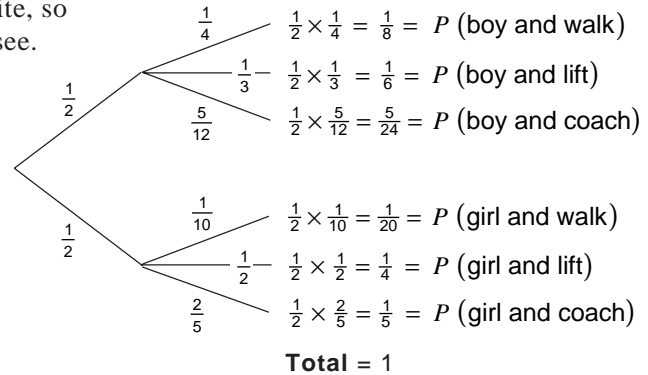 ite, so
see.
1/4
1/2 × 1/4 = 1/8 = P (boy and walk)
1/2
1/3
1/2 × 1/3 = 1/6 = P (boy and lift)
5/12
1/2 × 5/12 = 5/24 = P (boy and coach)
1/2
1/10
1/2 × 1/10 = 1/20 = P (girl and walk)
1/2
1/2 × 1/2 = 1/4 = P (girl and lift)
2/5
1/2 × 2/5 = 1/5 = P (girl and coach)
Total = 1